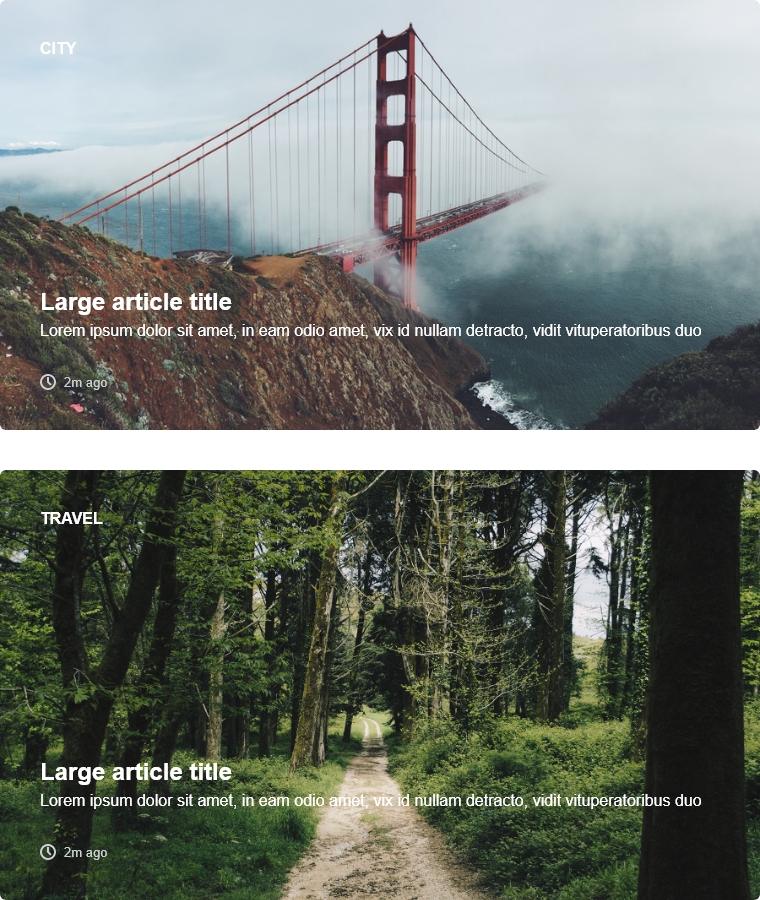 CITY
Large article title
Lorem ipsum dolor sit amet, in eam odio amet, vix id nullam detracto, vidit vituperatoribus duo
2m ago
TRAVEL
Large article title
Lorem ipsum dolor sit amet, in eam odio amet, vix id nullam detracto, vidit vituperatoribus duo
2m ago